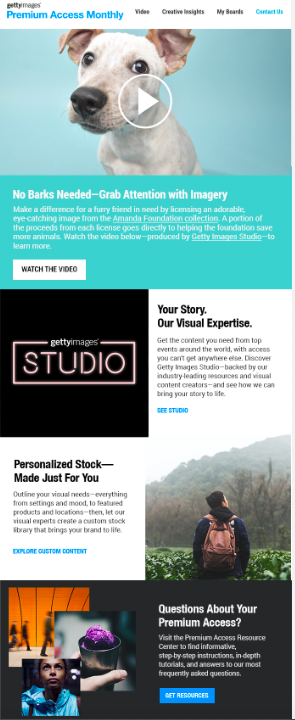 gettyimages®
Premium Access Monthly
Video
Creative Insights
My Boards
Contact Us
No Barks Needed—Grab Attention with Imagery
Make a difference for a furry friend in need by licensing an adorable,
eye-catching image from the Amanda Foundation collection. A portion of
the proceeds from each license goes directly to helping the foundation save
more animals. Watch the video below—produced by Getty Images Studio—to
learn more.
WATCH THE VIDEO
gettyimages®
STUDIO
Your Story.
Our Visual Expertise.
Get the content you need from top
events around the world, with access
you can't get anywhere else. Discover
Getty Images Studio—backed by our
industry-leading resources and visual
content creators—and see how we can
bring your story to life.
SEE STUDIO
Personalized Stock—
Made Just For You
Outline your visual needs—everything
from settings and mood, to featured
products and locations—then, let our
visual experts create a custom stock
library that brings your brand to life.
EXPLORE CUSTOM CONTENT
Questions About Your
Premium Access?
Visit the Premium Access Resource
Center to find informative,
step-by-step instructions, in-depth
tutorials, and answers to our most
frequently asked questions.
GET RESOURCES